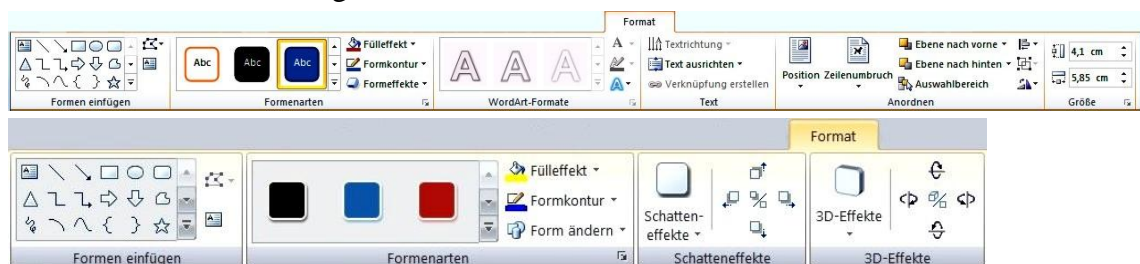 Format
Abc Abc Abc
Fülleffekt
Formkontur
Formeffekte
A A A
A
A
Textrichtung
Text ausrichten
Verknüpfung erstellen
Position Zeilenumbruch
Ebene nach vorne
Ebene nach hinten
Auswahlbereich
4,1 cm
5,85 cm
Formen einfügen Formenarten WordArt-Formate Text Anordnen Größe
Format
Fülleffekt
Formkontur
Form ändern
Schatten-
effekte
3D-Effekte
Formen einfügen Formenarten Schatteneffekte 3D-Effekte